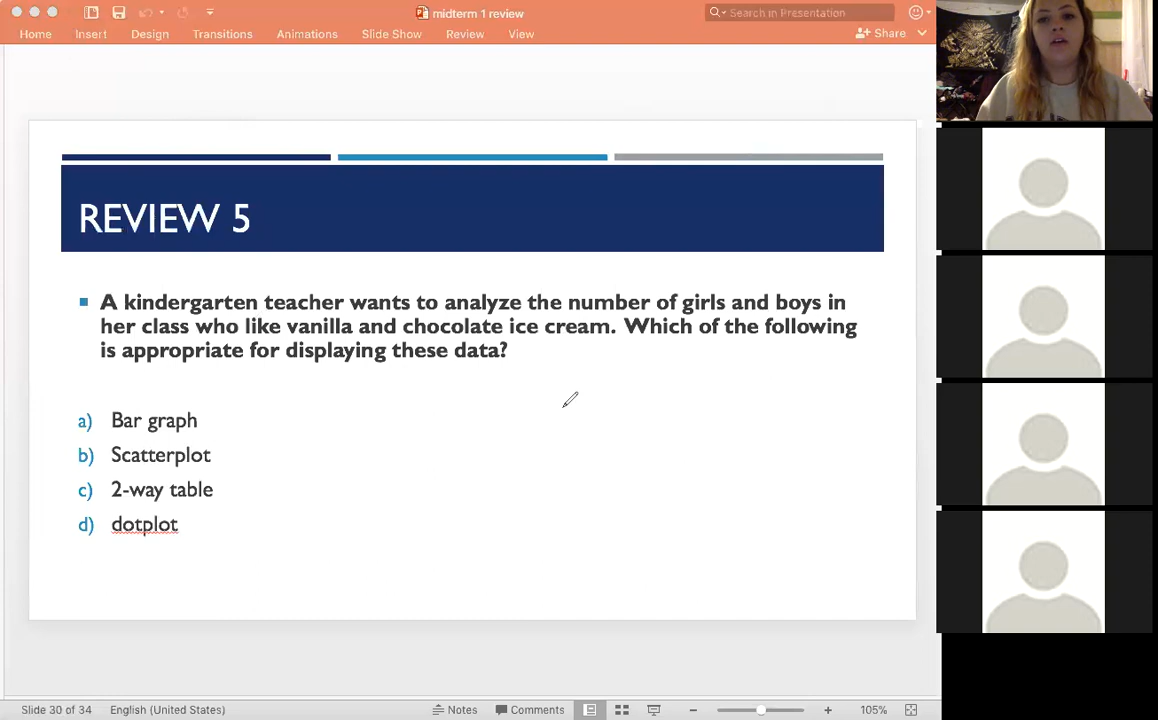 midterm 1 review
Search in Presentation
Home Insert Design Transitions Animations Slide Show Review View Share
REVIEW 5
A kindergarten teacher wants to analyze the number of girls and boys in
her class who like vanilla and chocolate ice cream. Which of the following
is appropriate for displaying these data?
a) Bar graph
b) Scatterplot
c) 2-way table
d) dotplot
Slide 30 of 34 English (United States) Notes Comments 105%